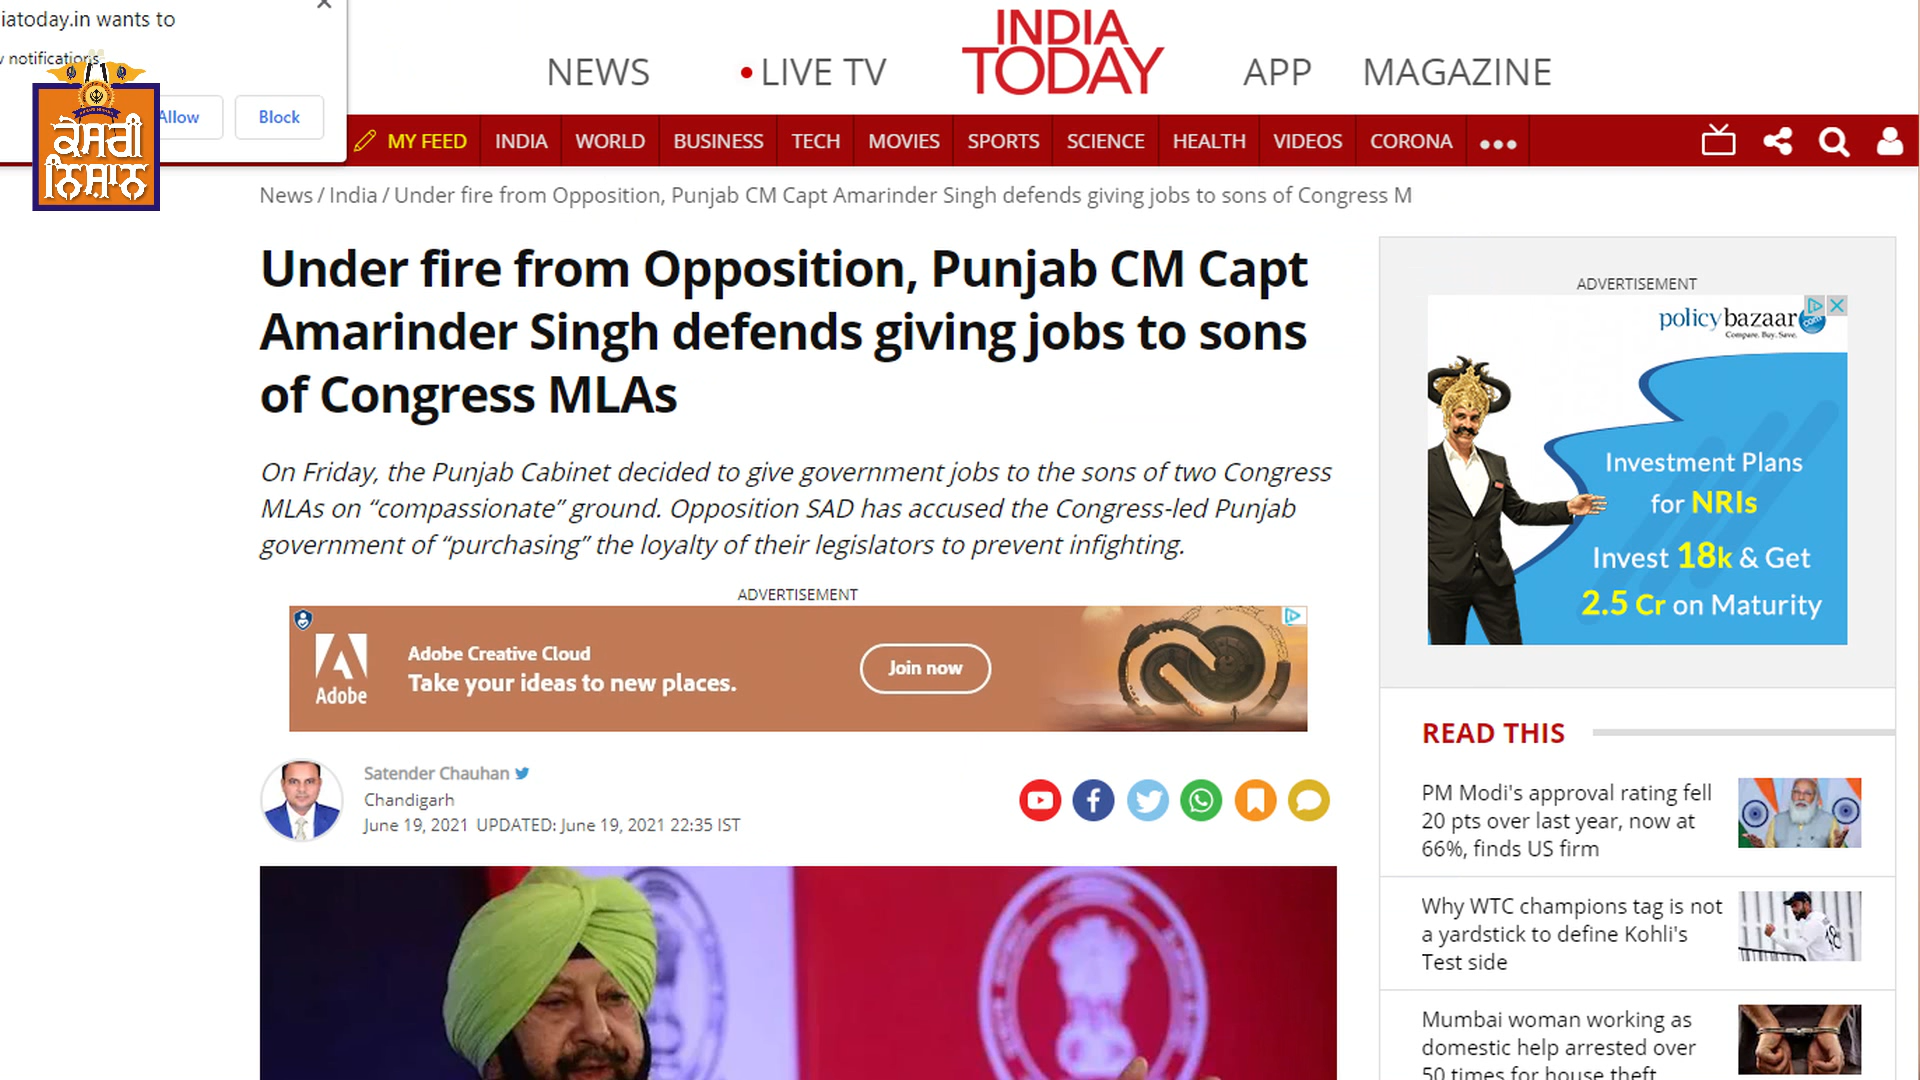 iatoday.in wants to
notifications
Allow
Block
ਕੇਸਰੀ
ਨਿਸ਼ਾਨ
NEWS
LIVE TV
INDIA
TODAY
APP
MAGAZINE
MY FEED
INDIA
WORLD
BUSINESS
TECH
MOVIES
SPORTS
SCIENCE
HEALTH
VIDEOS
CORONA
News / India / Under fire from Opposition, Punjab CM Capt Amarinder Singh defends giving jobs to sons of Congress M
Under fire from Opposition, Punjab CM Capt
Amarinder Singh defends giving jobs to sons
of Congress MLAs
On Friday, the Punjab Cabinet decided to give government jobs to the sons of two Congress
MLAs on “compassionate” ground. Opposition SAD has accused the Congress-led Punjab
government of “purchasing” the loyalty of their legislators to prevent infighting.
ADVERTISEMENT
Adobe
Adobe Creative Cloud
Take your ideas to new places.
Join now
Satender Chauhan
Chandigarh
June 19, 2021 UPDATED: June 19, 2021 22:35 IST
ADVERTISEMENT
policybazaar.com
Compare. Buy. Save.
Investment Plans
for NRIs
Invest 18k & Get
2.5 Cr on Maturity
READ THIS
PM Modi's approval rating fell
20 pts over last year, now at
66%, finds US firm
Why WTC champions tag is not
a yardstick to define Kohli's
Test side
Mumbai woman working as
domestic help arrested over
50 times for house theft